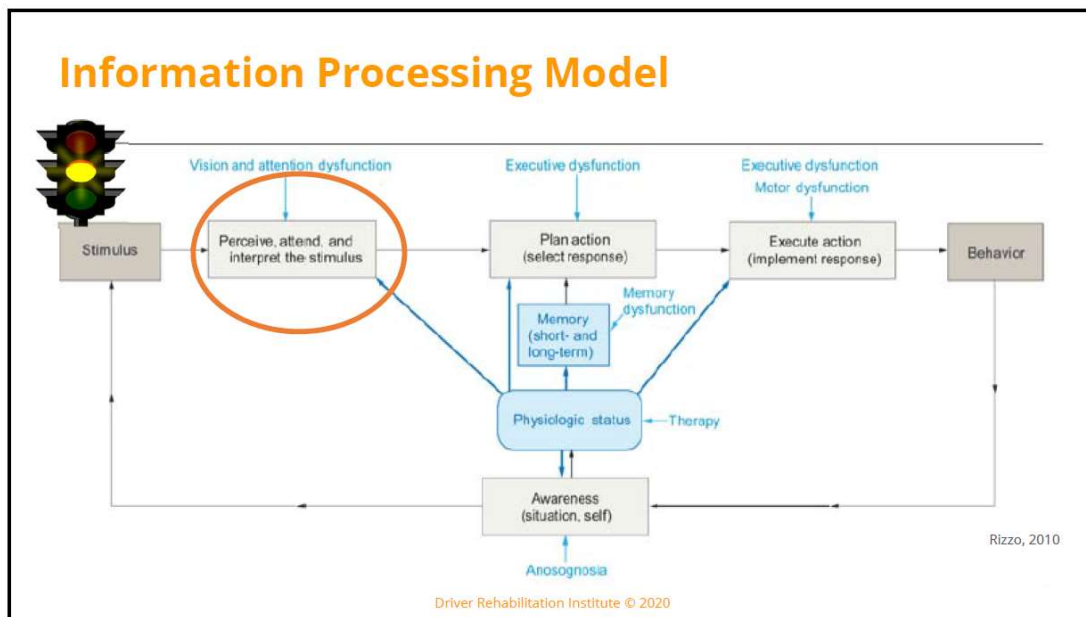 Information Processing Model
Vision and attention dysfunction
Executive dysfunction
Executive dysfunction
Motor dysfunction
Stimulus
Perceive, attend, and
interpret the stimulus
Plan action
(select response)
Execute action
(implement response)
Behavior
Memory
dysfunction
Memory
(short- and
long-term)
Physiologic status
Therapy
Awareness
(situation, self)
Anosognosia
Rizzo, 2010
Driver Rehabilitation Institute © 2020